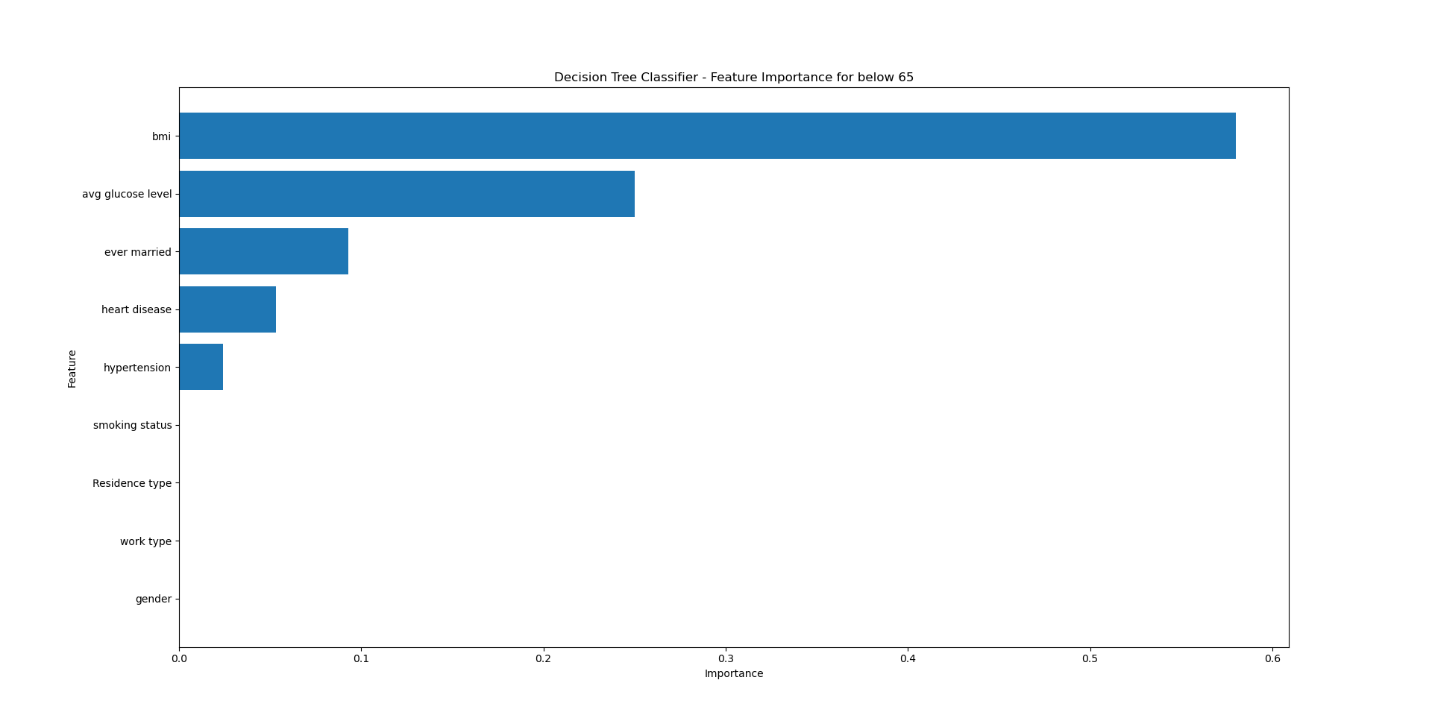 Decision Tree Classifier - Feature Importance for below 65
bmi
avg glucose level
ever married
heart disease
hypertension
smoking status
Residence type
work type
gender
Feature
0.0 0.1 0.2 0.3 0.4 0.5 0.6
Importance